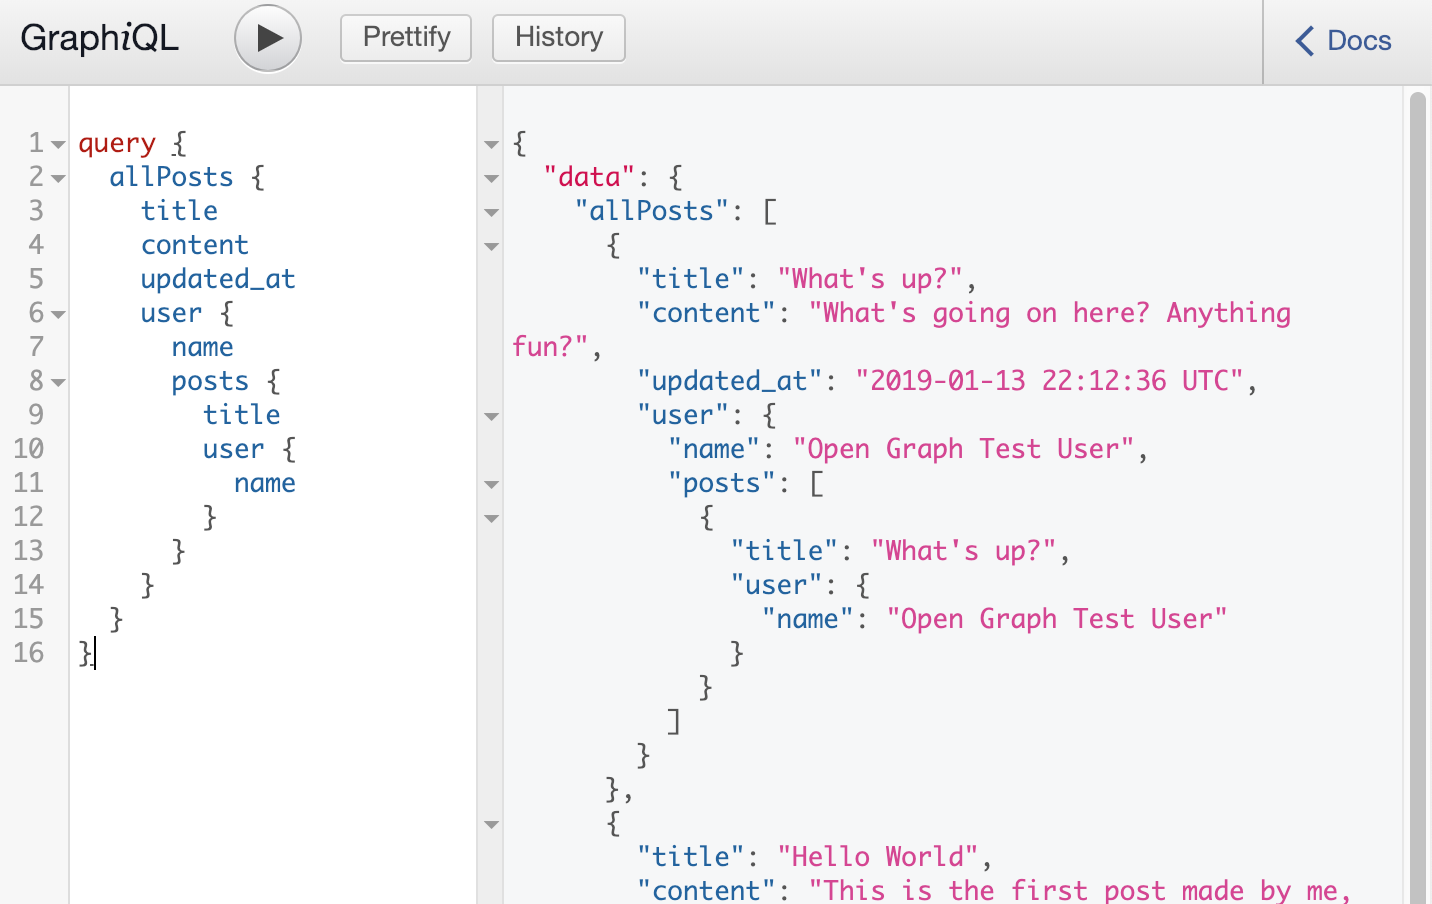 GraphiQL Prettify History Docs
1 query {
2   allPosts {
3     title
4     content
5     updated_at
6     user {
7       name
8       posts {
9         title
10         user {
11           name
12         }
13       }
14     }
15   }
16 }
{
  "data": {
    "allPosts": [
      {
        "title": "What's up?",
        "content": "What's going on here? Anything
fun?",
        "updated_at": "2019-01-13 22:12:36 UTC",
        "user": {
          "name": "Open Graph Test User",
          "posts": [
            {
              "title": "What's up?",
              "user": {
                "name": "Open Graph Test User"
              }
            }
          ]
        }
      },
      {
        "title": "Hello World",
        "content": "This is the first post made by me,